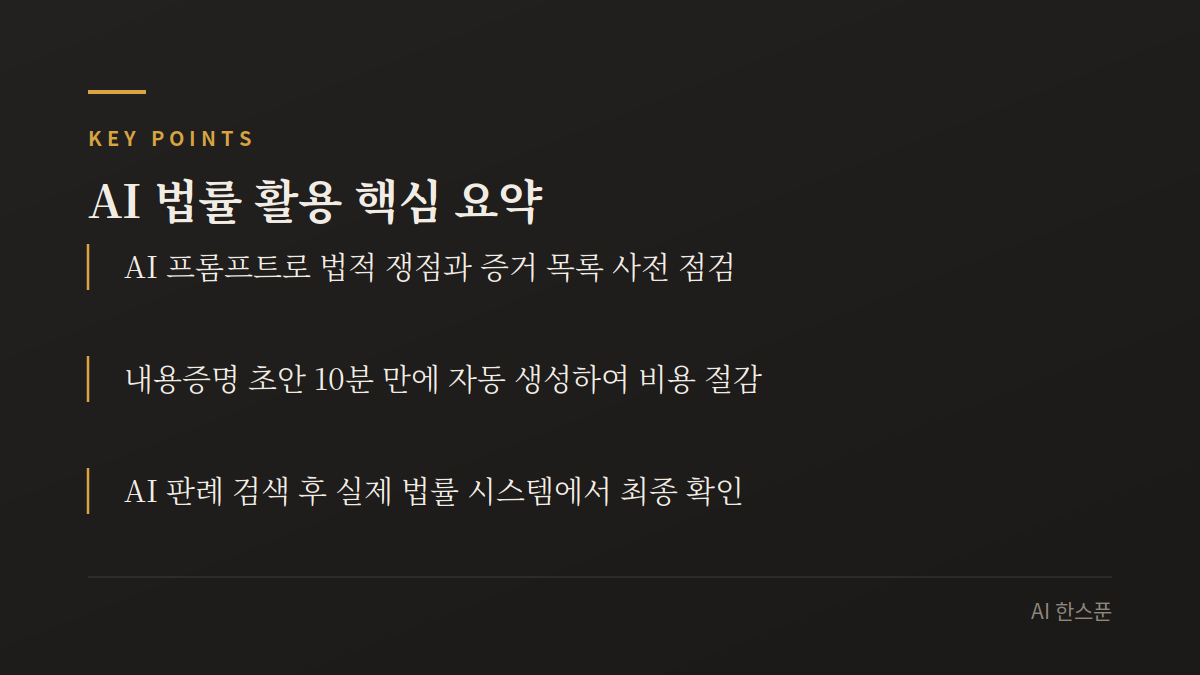 KEY POINTS
AI 법률 활용 핵심 요약
AI 프롬프트로 법적 쟁점과 증거 목록 사전 점검
내용증명 초안 10분 만에 자동 생성하여 비용 절감
AI 판례 검색 후 실제 법률 시스템에서 최종 확인
AI 한스푼